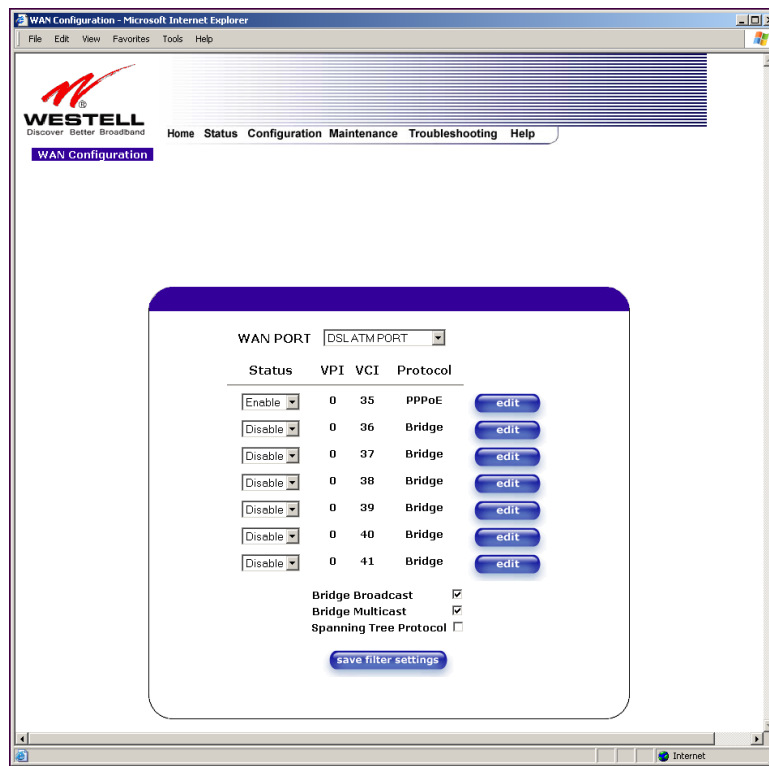 WAN Configuration - Microsoft Internet Explorer
File Edit View Favorites Tools Help
®
WESTELL
Discover Better Broadband
Home Status Configuration Maintenance Troubleshooting Help
WAN Configuration
WAN PORT DSL ATM PORT
Status VPI VCI Protocol
Enable 0 35 PPPoE edit
Disable 0 36 Bridge edit
Disable 0 37 Bridge edit
Disable 0 38 Bridge edit
Disable 0 39 Bridge edit
Disable 0 40 Bridge edit
Disable 0 41 Bridge edit
Bridge Broadcast
Bridge Multicast
Spanning Tree Protocol
save filter settings
Internet